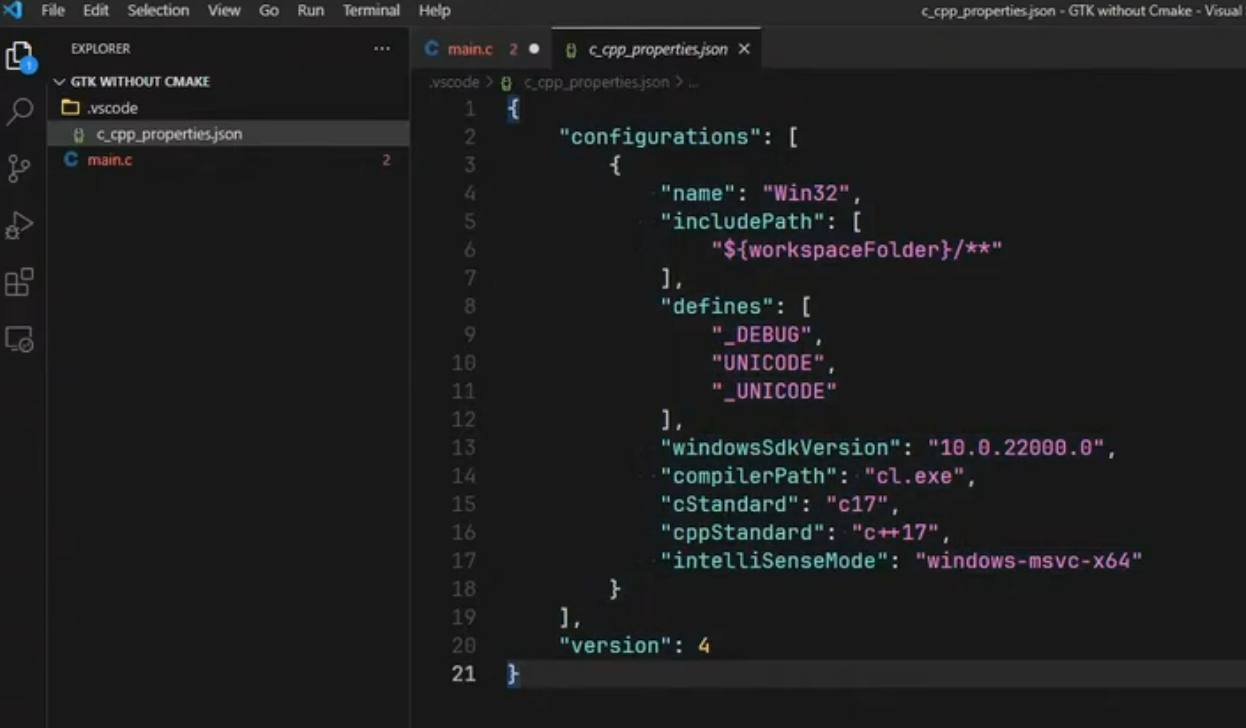 File Edit Selection View Go Run Terminal Help
c_cpp_properties.json - GTK without Cmake - Visual
EXPLORER ...
1
GTK WITHOUT CMAKE
.vscode
c_cpp_properties.json
C main.c 2
C main.c 2
c_cpp_properties.json
.vscode > {} c_cpp_properties.json > ...
1 {
2 "configurations": [
3 {
4 "name": "Win32",
5 "includePath": [
6 "${workspaceFolder}/**"
7 ],
8 "defines": [
9 "_DEBUG",
10 "UNICODE",
11 "_UNICODE"
12 ],
13 "windowsSdkVersion": "10.0.22000.0",
14 "compilerPath": "cl.exe",
15 "cStandard": "c17",
16 "cppStandard": "c++17",
17 "intelliSenseMode": "windows-msvc-x64"
18 }
19 ],
20 "version": 4
21 }